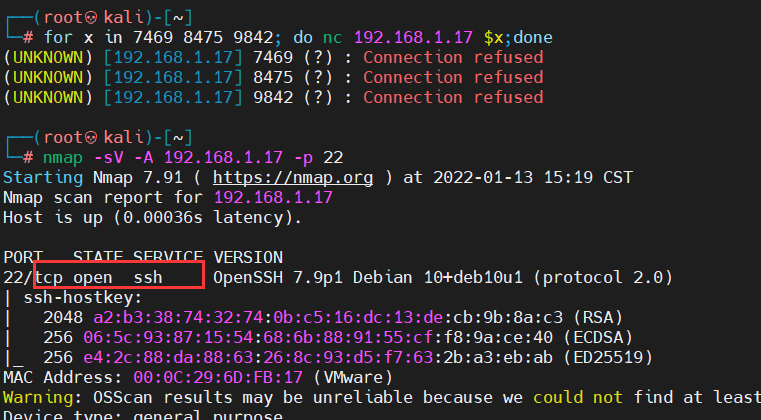 ┌──(root💀kali)-[~]
└─# for x in 7469 8475 9842; do nc 192.168.1.17 $x;done
(UNKNOWN) [192.168.1.17] 7469 (?) : Connection refused
(UNKNOWN) [192.168.1.17] 8475 (?) : Connection refused
(UNKNOWN) [192.168.1.17] 9842 (?) : Connection refused
┌──(root💀kali)-[~]
└─# nmap -sV -A 192.168.1.17 -p 22
Starting Nmap 7.91 ( https://nmap.org ) at 2022-01-13 15:19 CST
Nmap scan report for 192.168.1.17
Host is up (0.00036s latency).
PORT   STATE SERVICE VERSION
22/tcp open  ssh     OpenSSH 7.9p1 Debian 10+deb10u1 (protocol 2.0)
| ssh-hostkey:
|   2048 a2:b3:38:74:32:74:0b:c5:16:dc:13:de:cb:9b:8a:c3 (RSA)
|   256 06:5c:93:87:15:54:68:6b:88:91:55:cf:f8:9a:ce:40 (ECDSA)
|_  256 e4:2c:88:da:88:63:26:8c:93:d5:f7:63:2b:a3:eb:ab (ED25519)
MAC Address: 00:0C:29:6D:FB:17 (VMware)
Warning: OSScan results may be unreliable because we could not find at least
Device type: general purpose